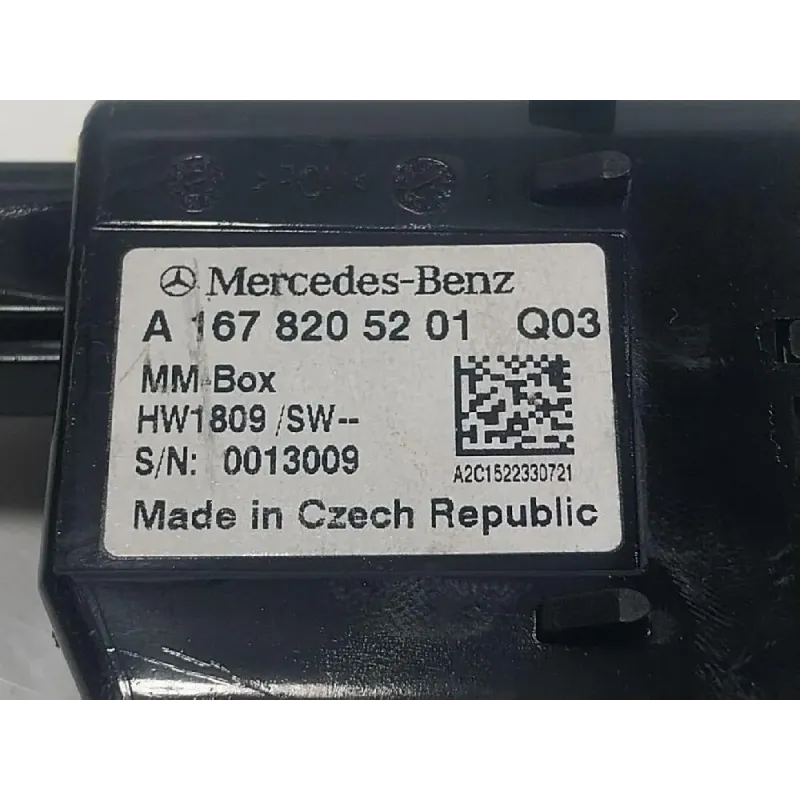 Mercedes-Benz
A 167 820 52 01 Q03
MM-Box
HW1809 /SW--
S/N: 0013009
A2C1522330721
Made in Czech Republic